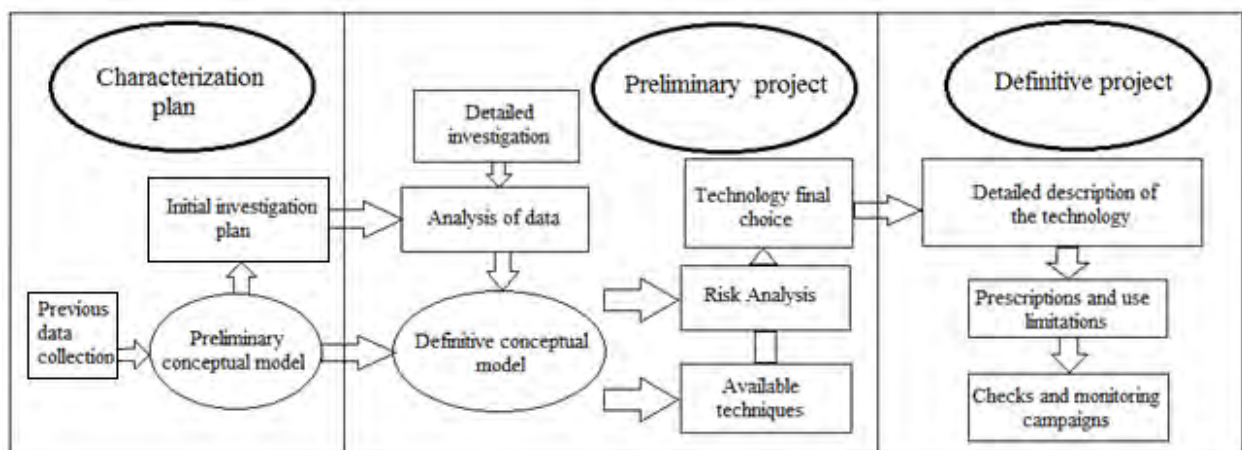 Characterization
plan
Initial investigation
plan
Previous
data
collection
Preliminary
conceptual model
Preliminary project
Detailed
investigation
Analysis of data
Definitive conceptual
model
Technology final
choice
Risk Analysis
Available
techniques
Definitive project
Detailed description of
the technology
Prescriptions and use
limitations
Checks and monitoring
campaigns